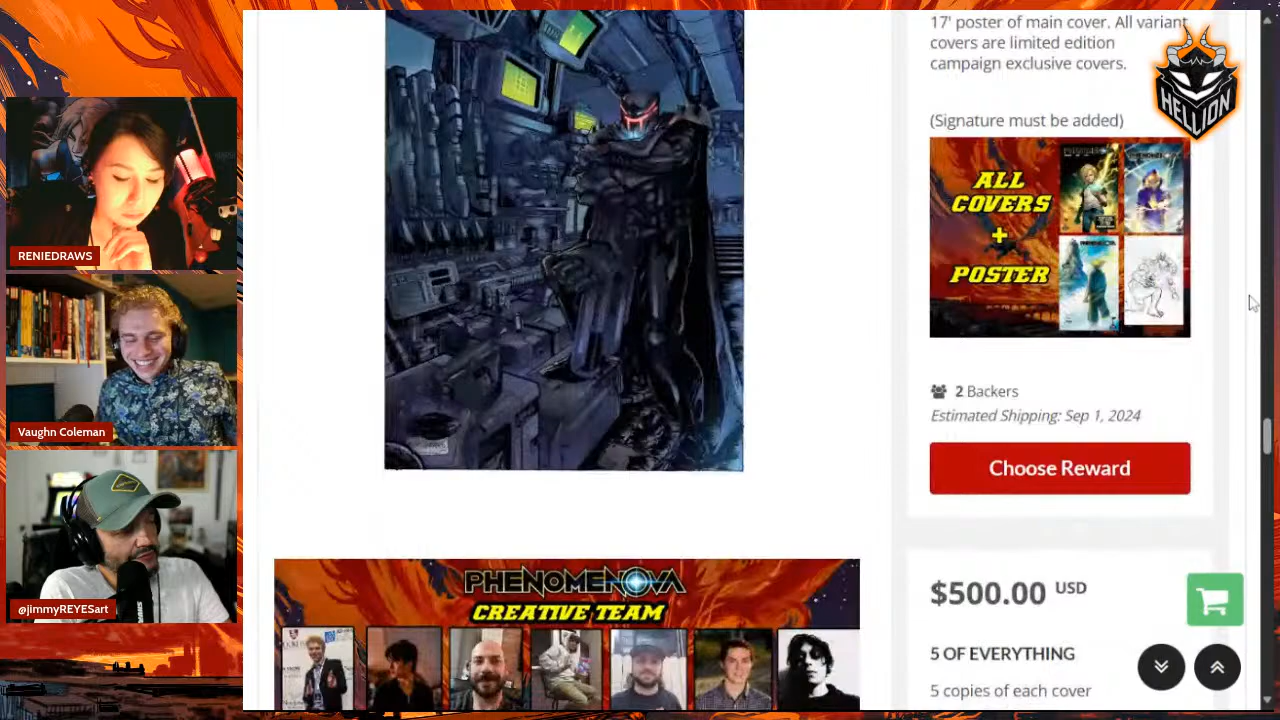 RENIEDRAWS
Vaughn Coleman
@jimmyREYESart
PHENOMENOVA
CREATIVE TEAM
17' poster of main cover. All variant
covers are limited edition
campaign exclusive covers.
HELLION
(Signature must be added)
ALL
COVERS
+
POSTER
2 Backers
Estimated Shipping: Sep 1, 2024
Choose Reward
$500.00 USD
5 OF EVERYTHING
5 copies of each cover